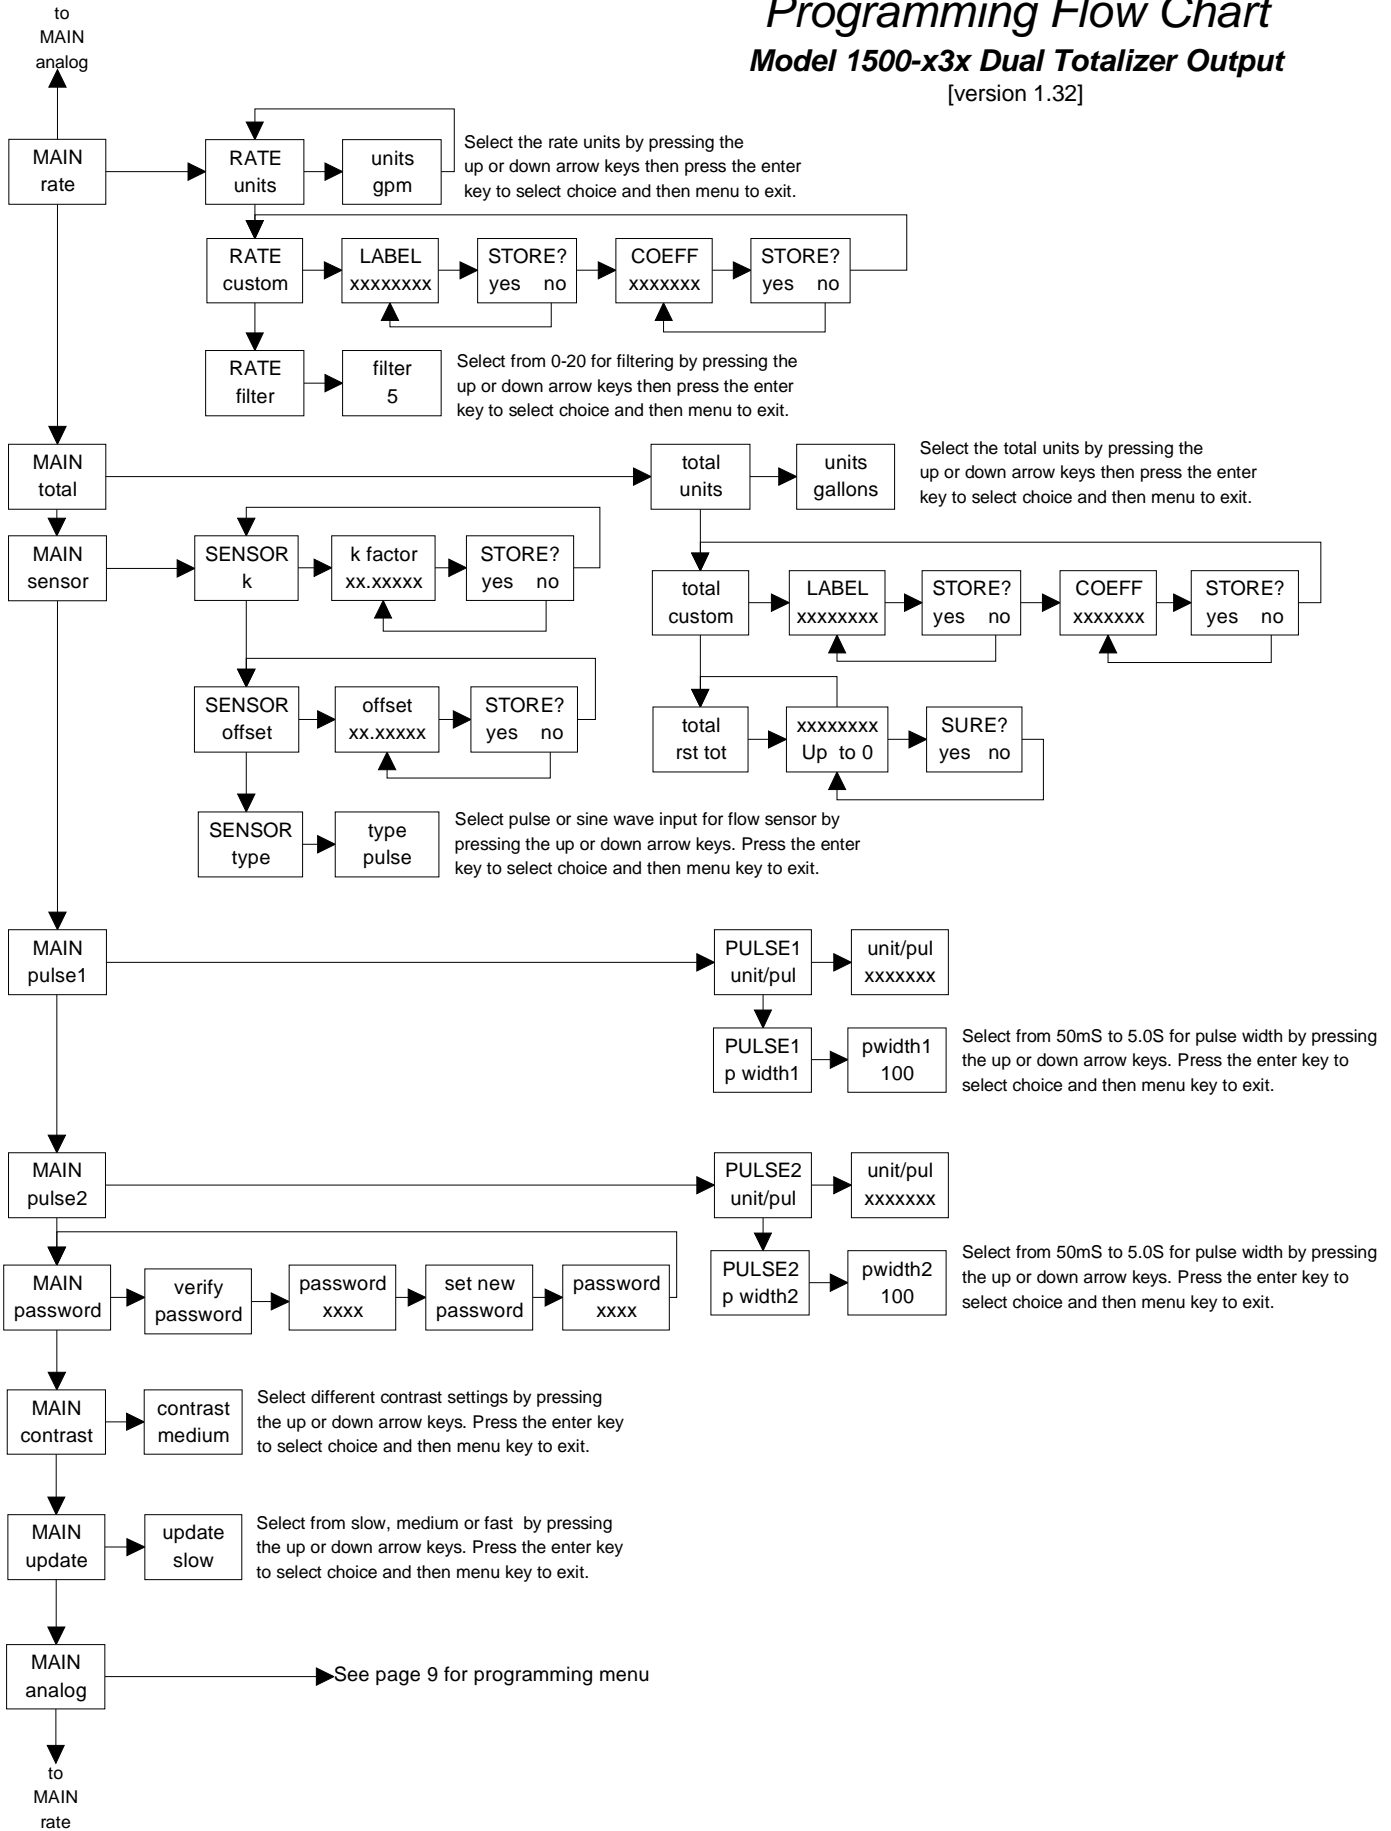 to
MAIN
analog
Programming Flow Chart
Model 1500-x3x Dual Totalizer Output
[version 1.32]
MAIN
rate
RATE
units
units
gpm
Select the rate units by pressing the
up or down arrow keys then press the enter
key to select choice and then menu to exit.
RATE
custom
LABEL
xxxxxxxx
STORE?
yes no
COEFF
xxxxxxx
STORE?
yes no
RATE
filter
filter
5
Select from 0-20 for filtering by pressing the
up or down arrow keys then press the enter
key to select choice and then menu to exit.
MAIN
total
total
units
units
gallons
Select the total units by pressing the
up or down arrow keys then press the enter
key to select choice and then menu to exit.
MAIN
sensor
SENSOR
k
k factor
xx.xxxxx
STORE?
yes no
total
custom
LABEL
xxxxxxxx
STORE?
yes no
COEFF
xxxxxxx
STORE?
yes no
SENSOR
offset
offset
xx.xxxxx
STORE?
yes no
total
rst tot
xxxxxxxx
Up to 0
SURE?
yes no
SENSOR
type
type
pulse
Select pulse or sine wave input for flow sensor by
pressing the up or down arrow keys. Press the enter
key to select choice and then menu key to exit.
MAIN
pulse1
PULSE1
unit/pul
unit/pul
xxxxxxx
PULSE1
p width1
pwidth1
100
Select from 50mS to 5.0S for pulse width by pressing
the up or down arrow keys. Press the enter key to
select choice and then menu key to exit.
MAIN
pulse2
PULSE2
unit/pul
unit/pul
xxxxxxx
PULSE2
p width2
pwidth2
100
Select from 50mS to 5.0S for pulse width by pressing
the up or down arrow keys. Press the enter key to
select choice and then menu key to exit.
MAIN
password
verify
password
password
xxxx
set new
password
password
xxxx
MAIN
contrast
contrast
medium
Select different contrast settings by pressing
the up or down arrow keys. Press the enter key
to select choice and then menu key to exit.
MAIN
update
update
slow
Select from slow, medium or fast by pressing
the up or down arrow keys. Press the enter key
to select choice and then menu key to exit.
MAIN
analog
See page 9 for programming menu
to
MAIN
rate